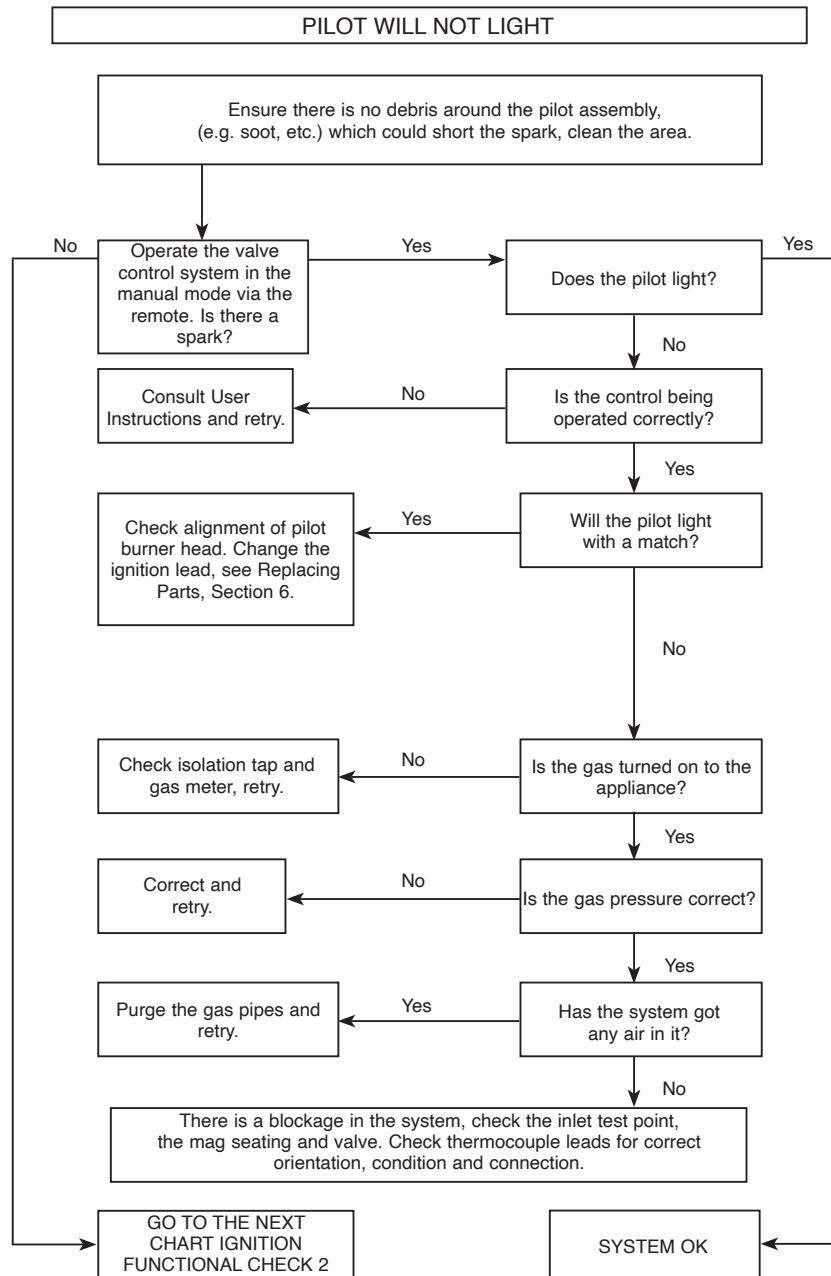 PILOT WILL NOT LIGHT
Ensure there is no debris around the pilot assembly,
(e.g. soot, etc.) which could short the spark, clean the area.
No
Operate the valve
control system in the
manual mode via the
remote. Is there a
spark?
Yes
Does the pilot light?
Yes
No
Consult User
Instructions and retry.
No
Is the control being
operated correctly?
Yes
Check alignment of pilot
burner head. Change the
ignition lead, see Replacing
Parts, Section 6.
Yes
Will the pilot light
with a match?
No
Check isolation tap and
gas meter, retry.
No
Is the gas turned on to the
appliance?
Yes
Correct and
retry.
No
Is the gas pressure correct?
Yes
Purge the gas pipes and
retry.
Yes
Has the system got
any air in it?
No
There is a blockage in the system, check the inlet test point,
the mag seating and valve. Check thermocouple leads for correct
orientation, condition and connection.
GO TO THE NEXT
CHART IGNITION
FUNCTIONAL CHECK 2
SYSTEM OK